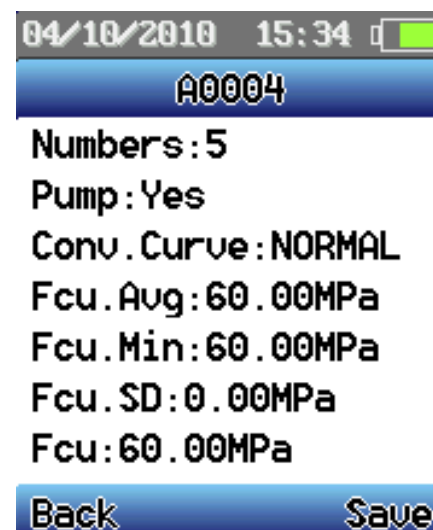 04/10/2010 15:34
A0004
Numbers:5
Pump:Yes
Conv.Curve:NORMAL
Fcu.Avg:60.00MPa
Fcu.Min:60.00MPa
Fcu.SD:0.00MPa
Fcu:60.00MPa
Back Save